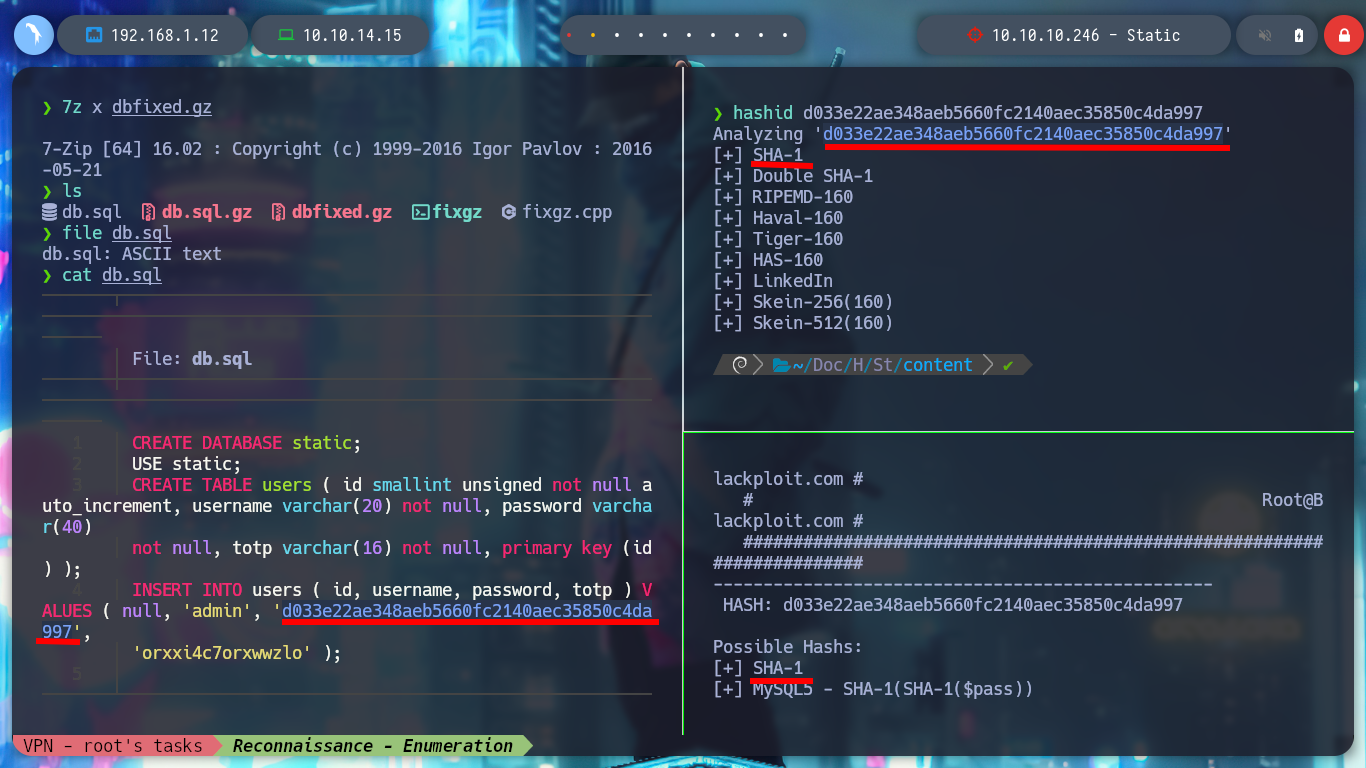 192.168.1.12
10.10.14.15
10.10.10.246 - Static
❯ 7z x dbfixed.gz
7-Zip [64] 16.02 : Copyright (c) 1999-2016 Igor Pavlov : 2016
-05-21
❯ ls
db.sql db.sql.gz dbfixed.gz fixgz fixgz.cpp
❯ file db.sql
db.sql: ASCII text
❯ cat db.sql
File: db.sql
1 CREATE DATABASE static;
2 USE static;
3 CREATE TABLE users ( id smallint unsigned not null a
uto_increment, username varchar(20) not null, password varcha
r(40)
not null, totp varchar(16) not null, primary key (id
) );
4 INSERT INTO users ( id, username, password, totp ) V
ALUES ( null, 'admin', 'd033e22ae348aeb5660fc2140aec35850c4da
997',
'orxxi4c7orxwwzlo' );
5
❯ hashid d033e22ae348aeb5660fc2140aec35850c4da997
Analyzing 'd033e22ae348aeb5660fc2140aec35850c4da997'
[+] SHA-1
[+] Double SHA-1
[+] RIPEMD-160
[+] Haval-160
[+] Tiger-160
[+] HAS-160
[+] LinkedIn
[+] Skein-256(160)
[+] Skein-512(160)
~/Doc/H/St/content ✔
lackploit.com #
# Root@B
lackploit.com #
##########################################################
###############
--------------------------------------------------
HASH: d033e22ae348aeb5660fc2140aec35850c4da997
Possible Hashs:
[+] SHA-1
[+] MySQL5 - SHA-1(SHA-1($pass))
VPN - root's tasks Reconnaissance - Enumeration